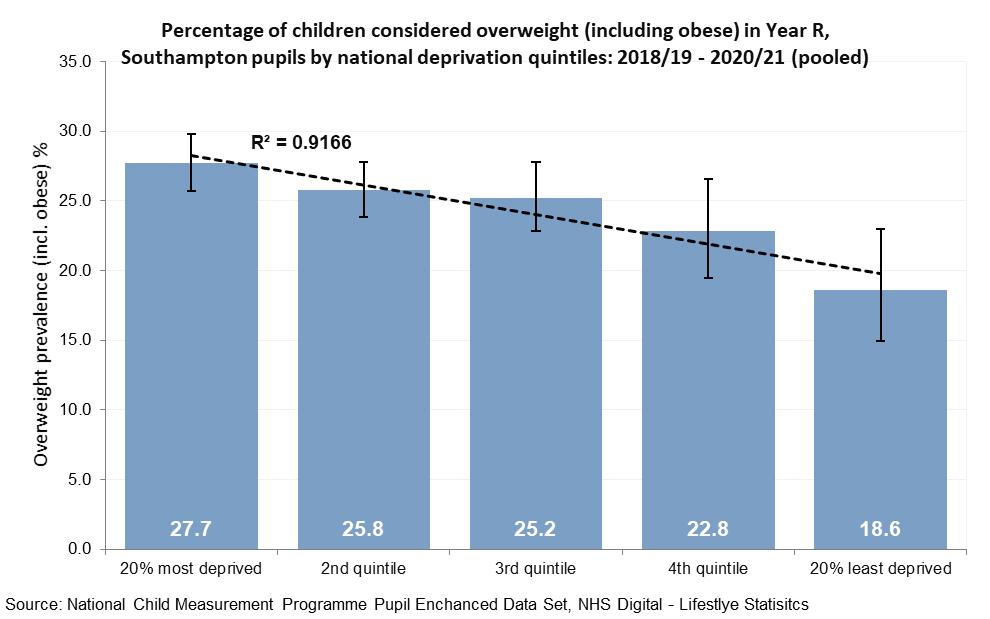 Percentage of children considered overweight (including obese) in Year R,
Southampton pupils by national deprivation quintiles: 2018/19 - 2020/21 (pooled)
35.0
30.0
25.0
20.0
15.0
10.0
5.0
0.0
Overweight prevalence (incl. obese) %
R² = 0.9166
27.7 25.8 25.2 22.8 18.6
20% most deprived 2nd quintile 3rd quintile 4th quintile 20% least deprived
Source: National Child Measurement Programme Pupil Enchanced Data Set, NHS Digital - Lifestlye Statisitcs